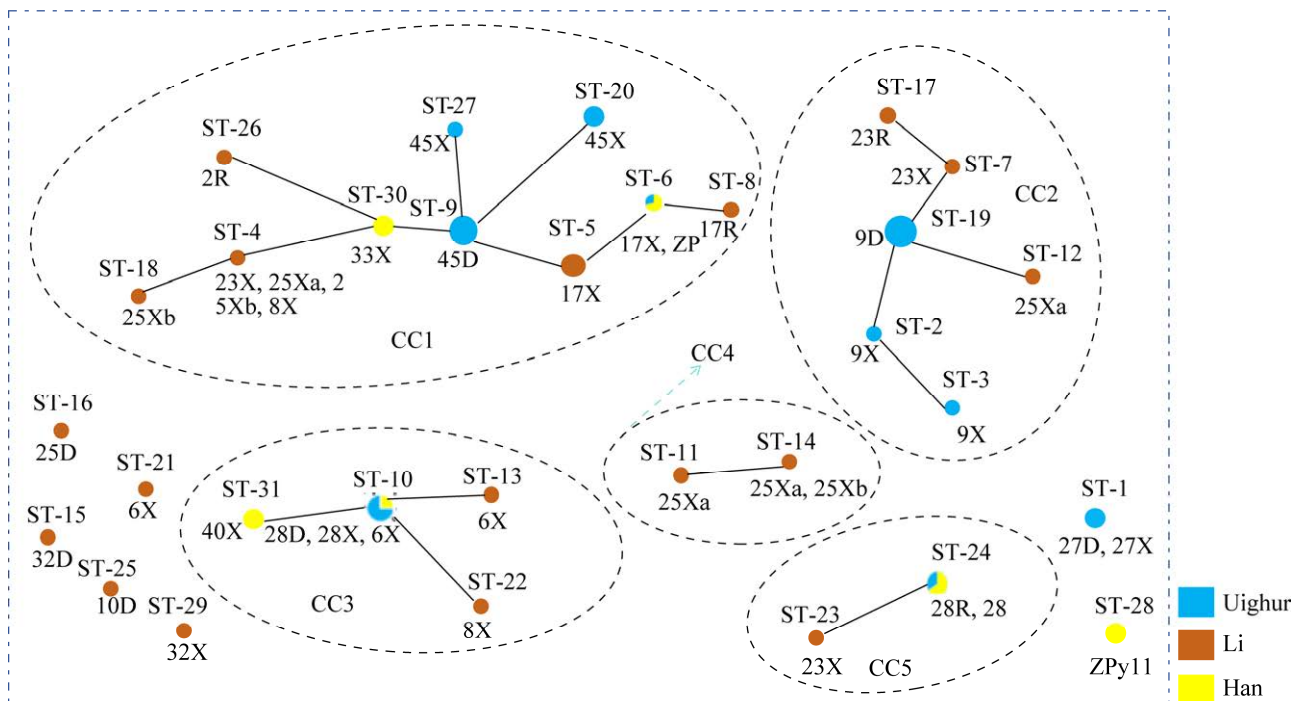 ST-26
2R
ST-27
45X
ST-20
45X
ST-30
33X
ST-9
45D
ST-6
17X, ZP
ST-8
17R
ST-5
17X
ST-4
23X, 25Xa, 2
5Xb, 8X
ST-18
25Xb
CC1
ST-17
23R
ST-7
23X
CC2
ST-19
9D
ST-12
25Xa
ST-2
9X
ST-3
9X
CC4
ST-11
25Xa
ST-14
25Xa, 25Xb
ST-16
25D
ST-21
6X
ST-15
32D
ST-25
10D
ST-29
32X
ST-31
40X
ST-10
28D, 28X, 6X
ST-13
6X
ST-22
8X
CC3
ST-24
28R, 28
ST-23
23X
CC5
ST-1
27D, 27X
ST-28
ZPy11
Uighur
Li
Han